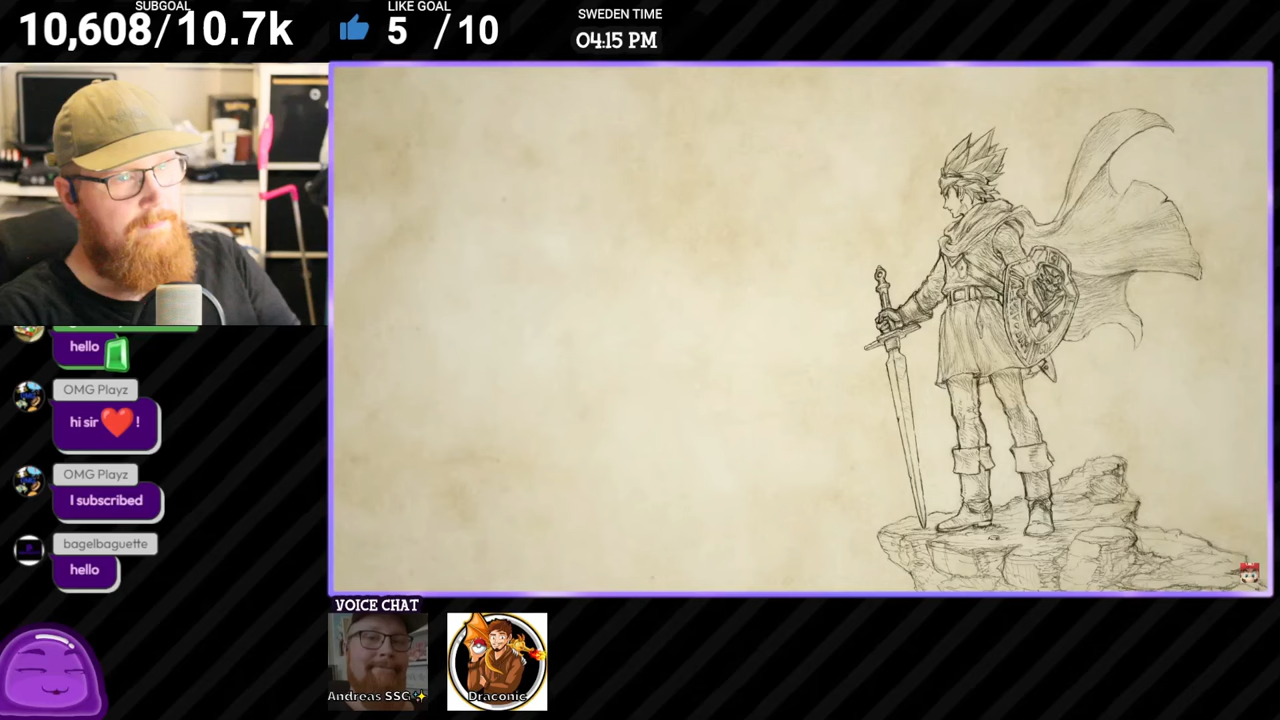 SUBGOAL
10,608/10.7k
LIKE GOAL
5 /10
SWEDEN TIME
04:15 PM
hello
OMG Playz
hi sir ❤️ !
OMG Playz
I subscribed
bagelbaguette
hello
VOICE CHAT
Andreas SSG✨
Draconic